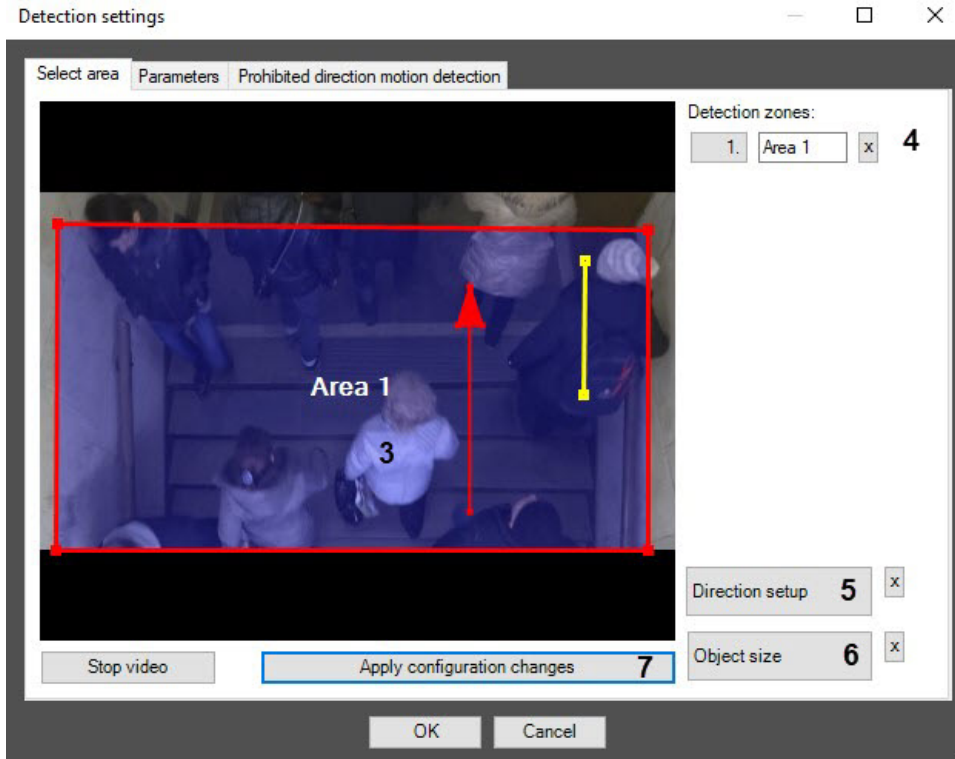 Detection settings
Select area Parameters Prohibited direction motion detection
Detection zones:
1. Area 1 x 4
Area 1
3
Direction setup 5 x
Object size 6 x
Stop video Apply configuration changes 7
OK Cancel